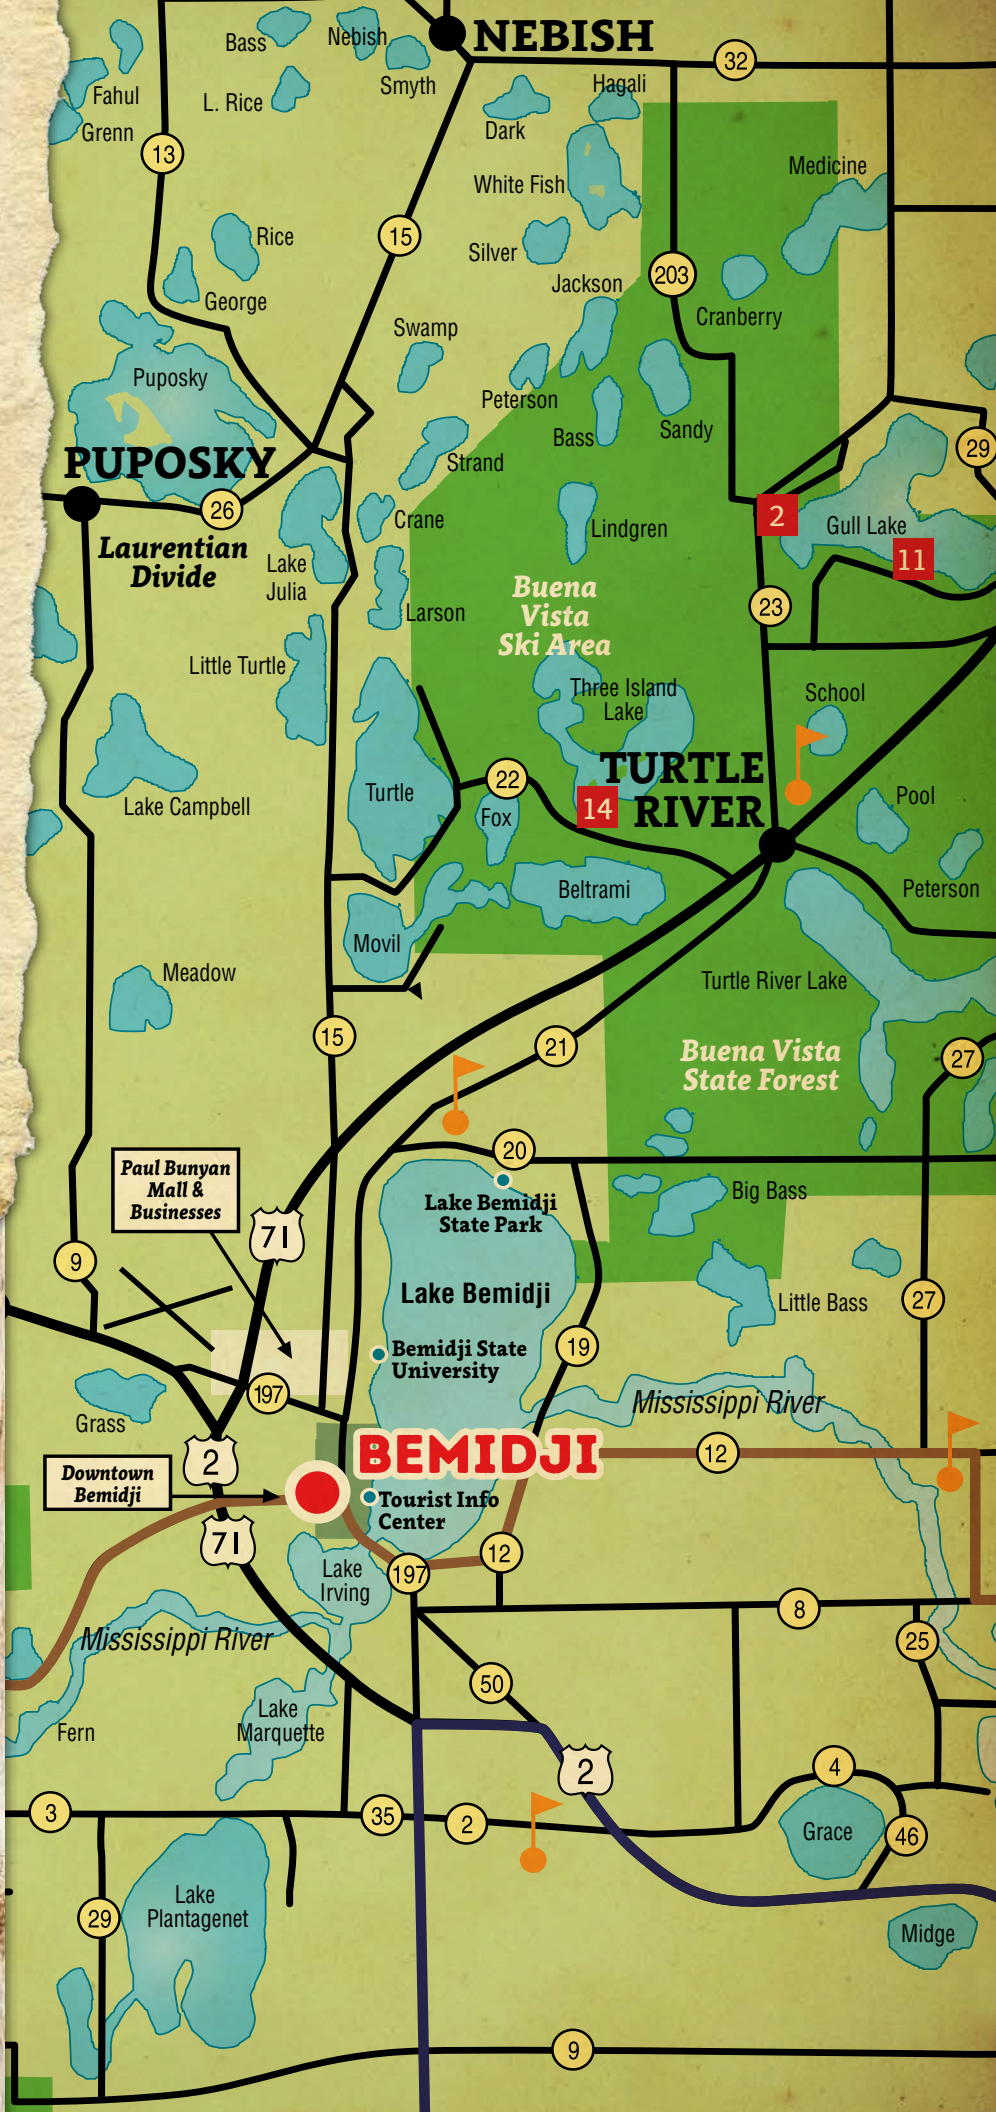 NEBISH
Bass
Nebish
Smyth
32
Hagali
Fahul
L. Rice
Grenn
Dark
13
Medicine
White Fish
Rice
15
Silver
203
Jackson
George
Cranberry
Swamp
Puposky
Peterson
Bass
Sandy
29
PUPOSKY
Strand
26
Crane
Lindgren
2
Gull Lake
11
Laurentian
Divide
Lake
Julia
Buena
Vista
Ski Area
23
Larson
Little Turtle
Three Island
Lake
School
TURTLE
RIVER
22
14
Turtle
Fox
Pool
Lake Campbell
Beltrami
Peterson
Movil
Meadow
Turtle River Lake
15
21
Buena Vista
State Forest
27
20
Paul Bunyan
Mall &
Businesses
Big Bass
Lake Bemidji
State Park
71
9
Lake Bemidji
Little Bass
27
Bemidji State
University
19
197
Mississippi River
Grass
BEMIDJI
12
2
Downtown
Bemidji
Tourist Info
Center
71
12
Lake
Irving
197
8
Mississippi River
25
50
Fern
Lake
Marquette
2
4
3
35
2
Grace
46
Lake
Plantagenet
29
Midge
9